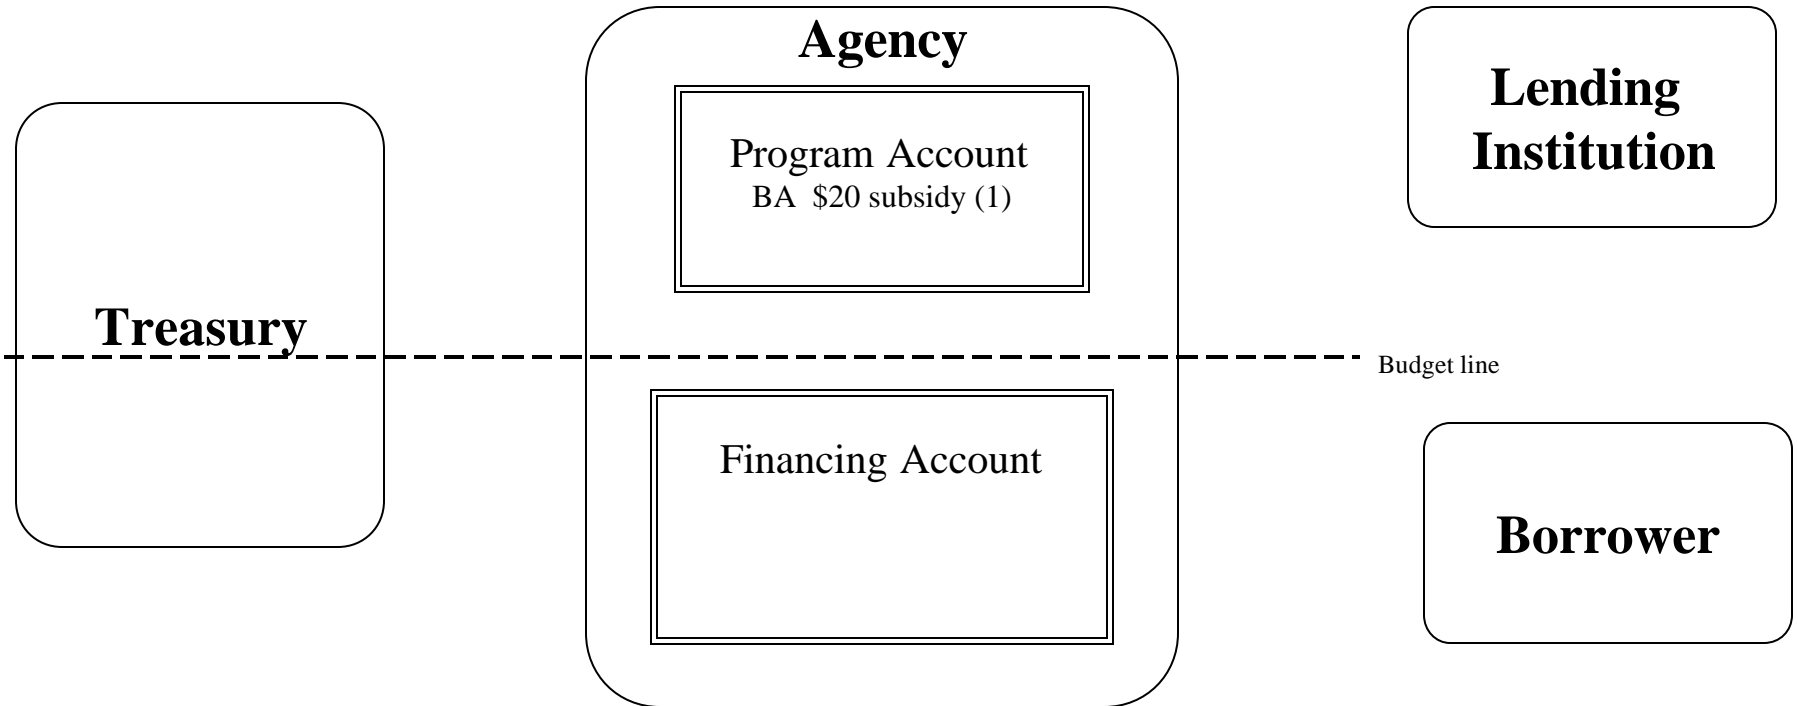 Agency
Program Account
BA $20 subsidy (1)
Lending
Institution
Treasury
Budget line
Financing Account
Borrower